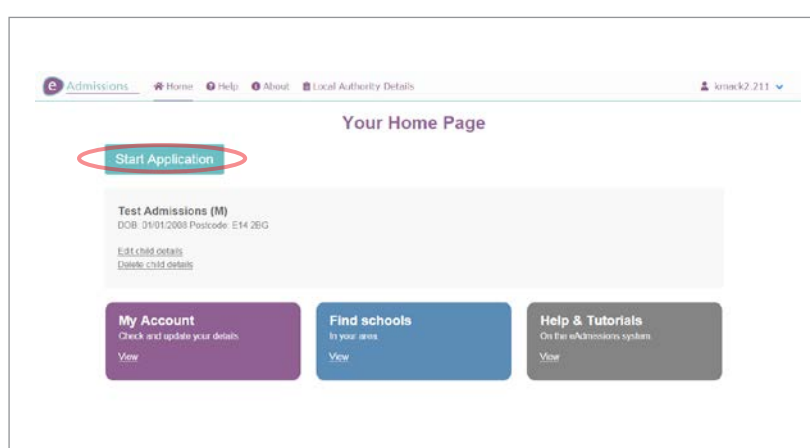 e Admissions Home Help About Local Authority Details kmack2.211
Your Home Page
Start Application
Test Admissions (M)
DOB: 01/01/2008 Postcode: E14 2BG
Edit child details
Delete child details
My Account Find schools Help & Tutorials
Check and update your details In your area On the eAdmissions system
View View View